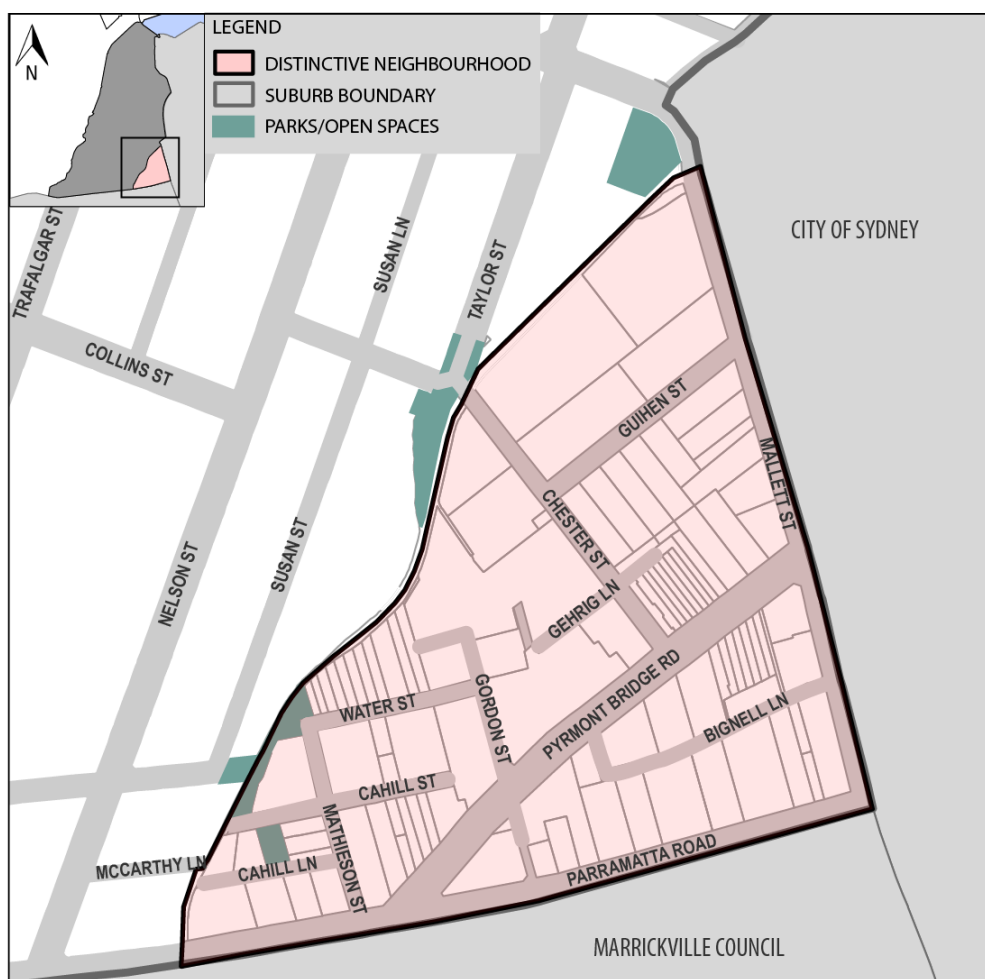 LEGEND
DISTINCTIVE NEIGHBOURHOOD
SUBURB BOUNDARY
PARKS/OPEN SPACES
N
CITY OF SYDNEY
TRAFALGAR ST
SUSAN LN
TAYLOR ST
COLLINS ST
GUIHEN ST
MALLETT ST
CHESTER ST
NELSON ST
SUSAN ST
GEHRIG LN
PYRMONT BRIDGE RD
WATER ST
GORDON ST
BIGNELL LN
CAHILL ST
MATHIESON ST
MCCARTHY LN
CAHILL LN
PARRAMATTA ROAD
MARRICKVILLE COUNCIL